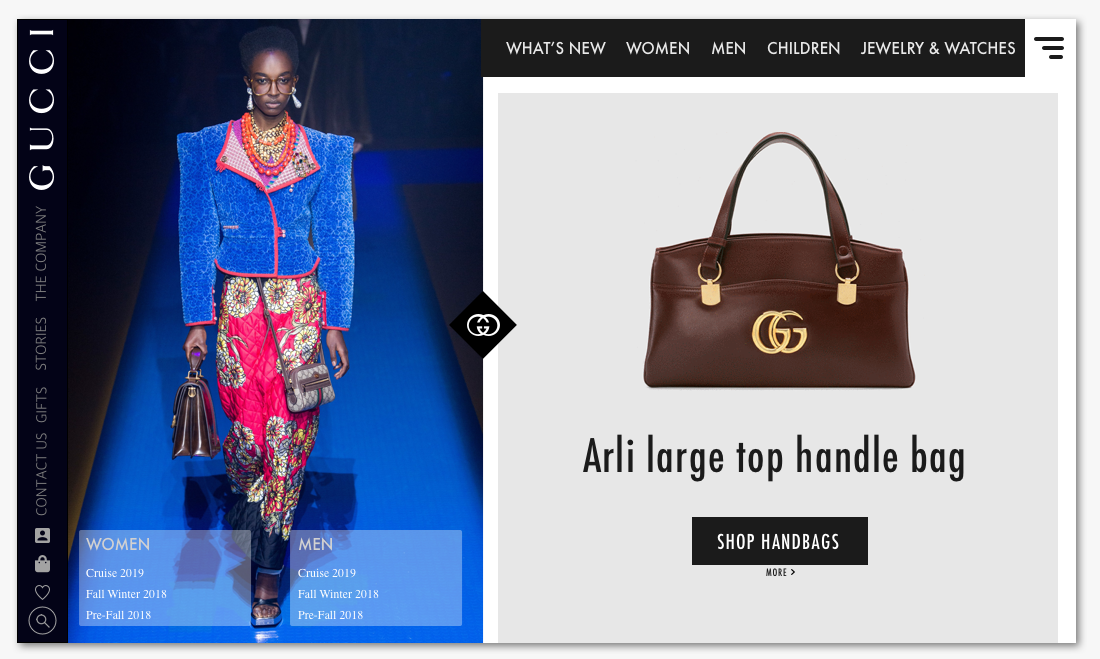 GUCCI
THE COMPANY
STORIES
GIFTS
CONTACT US
WOMEN
Cruise 2019
Fall Winter 2018
Pre-Fall 2018
MEN
Cruise 2019
Fall Winter 2018
Pre-Fall 2018
WHAT'S NEW WOMEN MEN CHILDREN JEWELRY & WATCHES
GG
Arli large top handle bag
SHOP HANDBAGS
MORE >